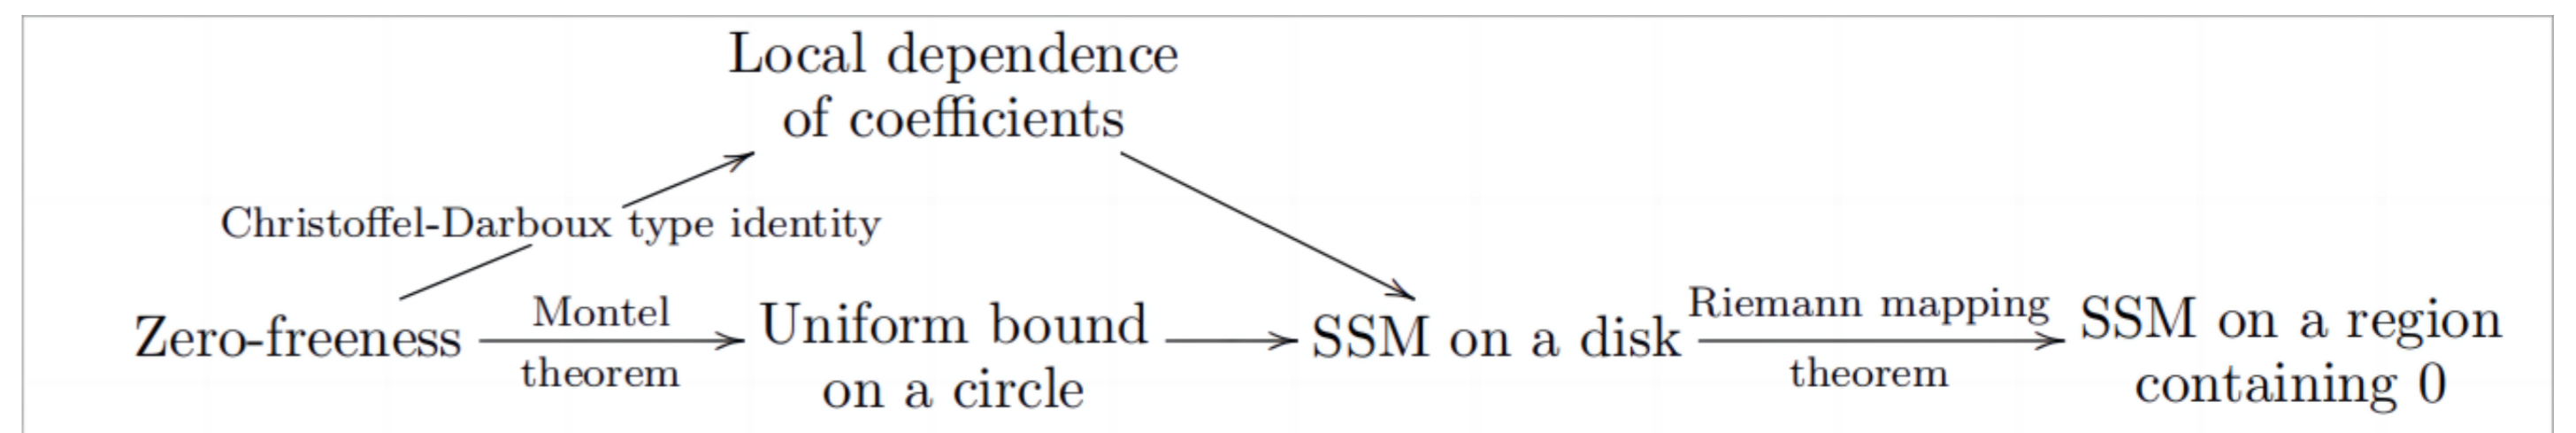 Local dependence
of coefficients
Christoffel-Darboux type identity
Zero-freeness
Montel
theorem
Uniform bound
on a circle
SSM on a disk
Riemann mapping
theorem
SSM on a region
containing 0